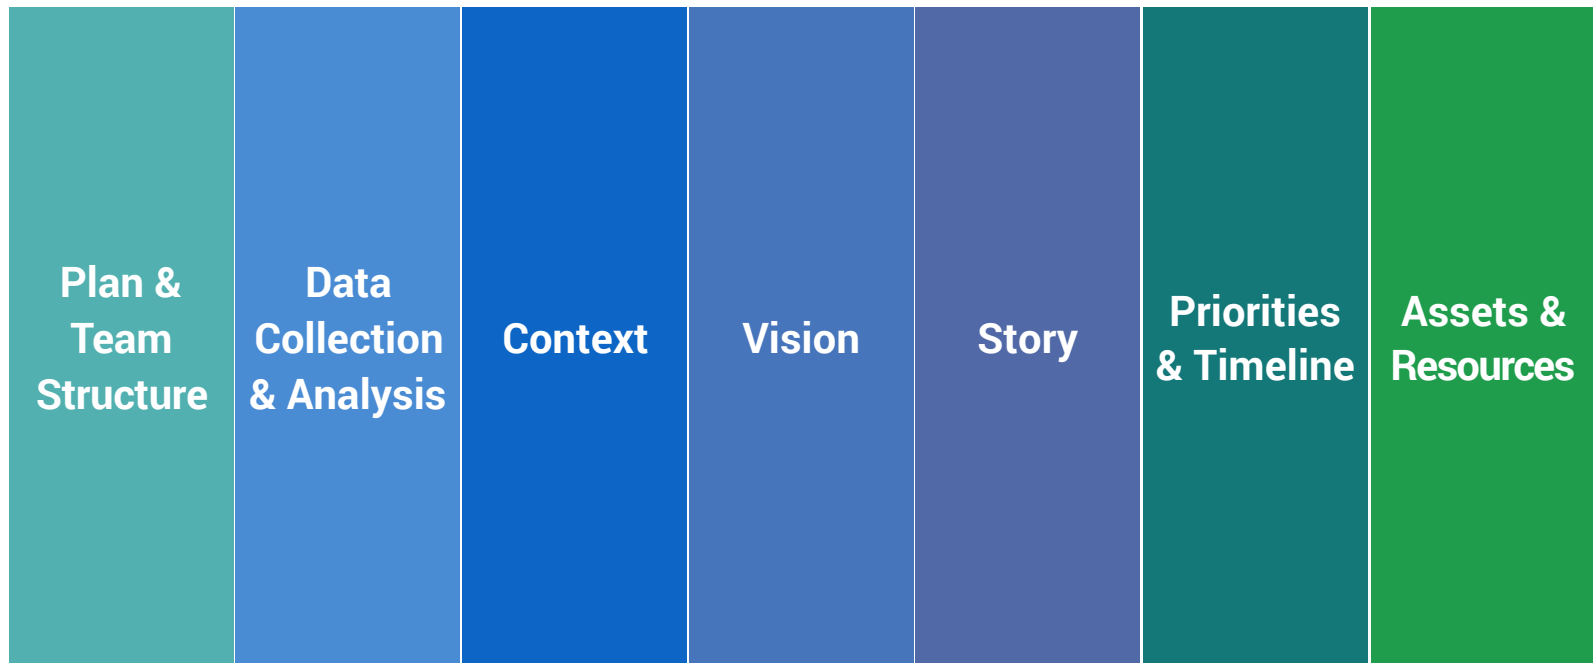 Plan &
Team
Structure
Data
Collection
& Analysis
Context
Vision
Story
Priorities
& Timeline
Assets &
Resources